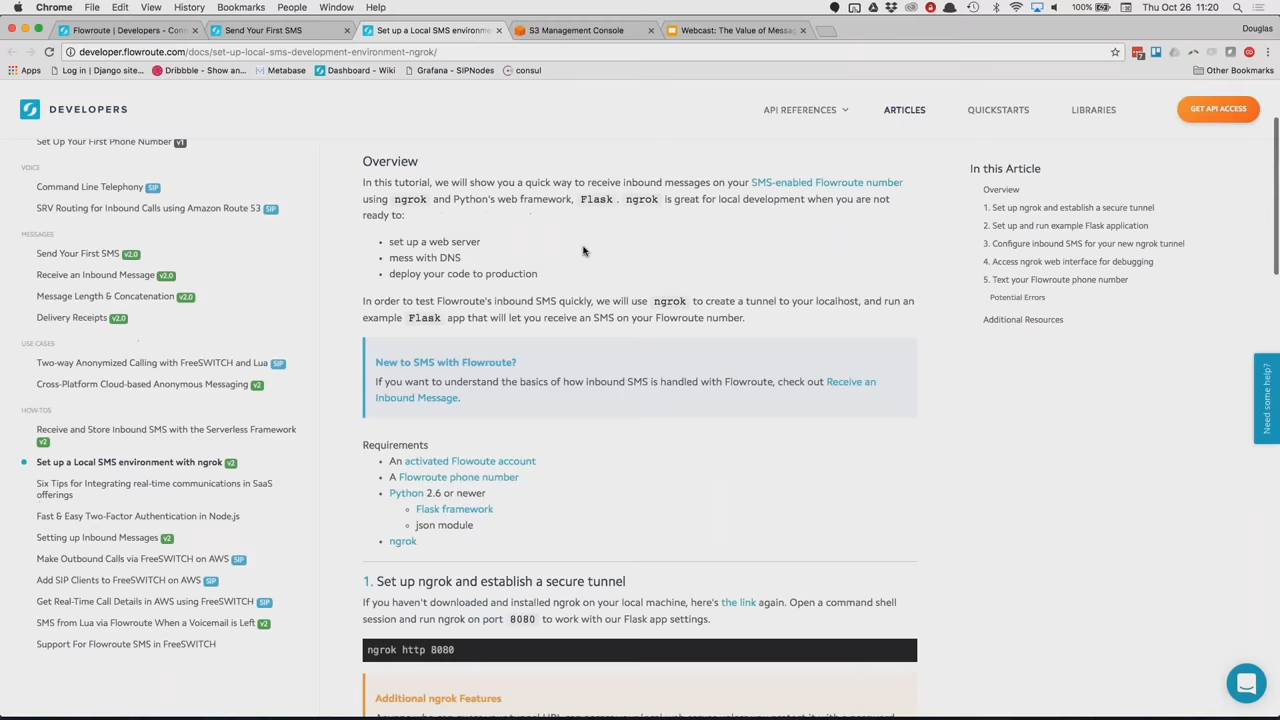 Chrome File Edit View History Bookmarks People Window Help 100% Thu Oct 26 11:20
Flowroute | Developers - Conn Send Your First SMS Set up a Local SMS environm S3 Management Console Webcast: The Value of Messag Douglas
developer.flowroute.com/docs/set-up-local-sms-development-environment-ngrok/
Apps Log in | Django site... Dribbble - Show an... Metabase Dashboard - Wiki Grafana - SIPNodes consul Other Bookmarks
DEVELOPERS API REFERENCES ARTICLES QUICKSTARTS LIBRARIES GET API ACCESS
Set Up Your First Phone Number v1
VOICE
Command Line Telephony SIP
SRV Routing for Inbound Calls using Amazon Route 53 SIP
MESSAGES
Send Your First SMS v2.0
Receive an Inbound Message v2.0
Message Length & Concatenation v2.0
Delivery Receipts v2.0
USE CASES
Two-way Anonymized Calling with FreeSWITCH and Lua SIP
Cross-Platform Cloud-based Anonymous Messaging v2
HOW-TOS
Receive and Store Inbound SMS with the Serverless Framework
v2
Set up a Local SMS environment with ngrok v2
Six Tips for Integrating real-time communications in SaaS
offerings
Fast & Easy Two-Factor Authentication in Node.js
Setting up Inbound Messages v2
Make Outbound Calls via FreeSWITCH on AWS SIP
Add SIP Clients to FreeSWITCH on AWS SIP
Get Real-Time Call Details in AWS using FreeSWITCH SIP
SMS from Lua via Flowroute When a Voicemail is Left v2
Support For Flowroute SMS in FreeSWITCH
Overview
In this tutorial, we will show you a quick way to receive inbound messages on your SMS-enabled Flowroute number
using ngrok and Python's web framework, Flask. ngrok is great for local development when you are not
ready to:
set up a web server
mess with DNS
deploy your code to production
In order to test Flowroute's inbound SMS quickly, we will use ngrok to create a tunnel to your localhost, and run an
example Flask app that will let you receive an SMS on your Flowroute number.
New to SMS with Flowroute?
If you want to understand the basics of how inbound SMS is handled with Flowroute, check out Receive an
Inbound Message.
Requirements
An activated Flowoute account
A Flowroute phone number
Python 2.6 or newer
Flask framework
json module
ngrok
1. Set up ngrok and establish a secure tunnel
If you haven't downloaded and installed ngrok on your local machine, here's the link again. Open a command shell
session and run ngrok on port 8080 to work with our Flask app settings.
ngrok http 8080
Additional ngrok Features
In this Article
Overview
1. Set up ngrok and establish a secure tunnel
2. Set up and run example Flask application
3. Configure inbound SMS for your new ngrok tunnel
4. Access ngrok web interface for debugging
5. Text your Flowroute phone number
Potential Errors
Additional Resources
Need some help?